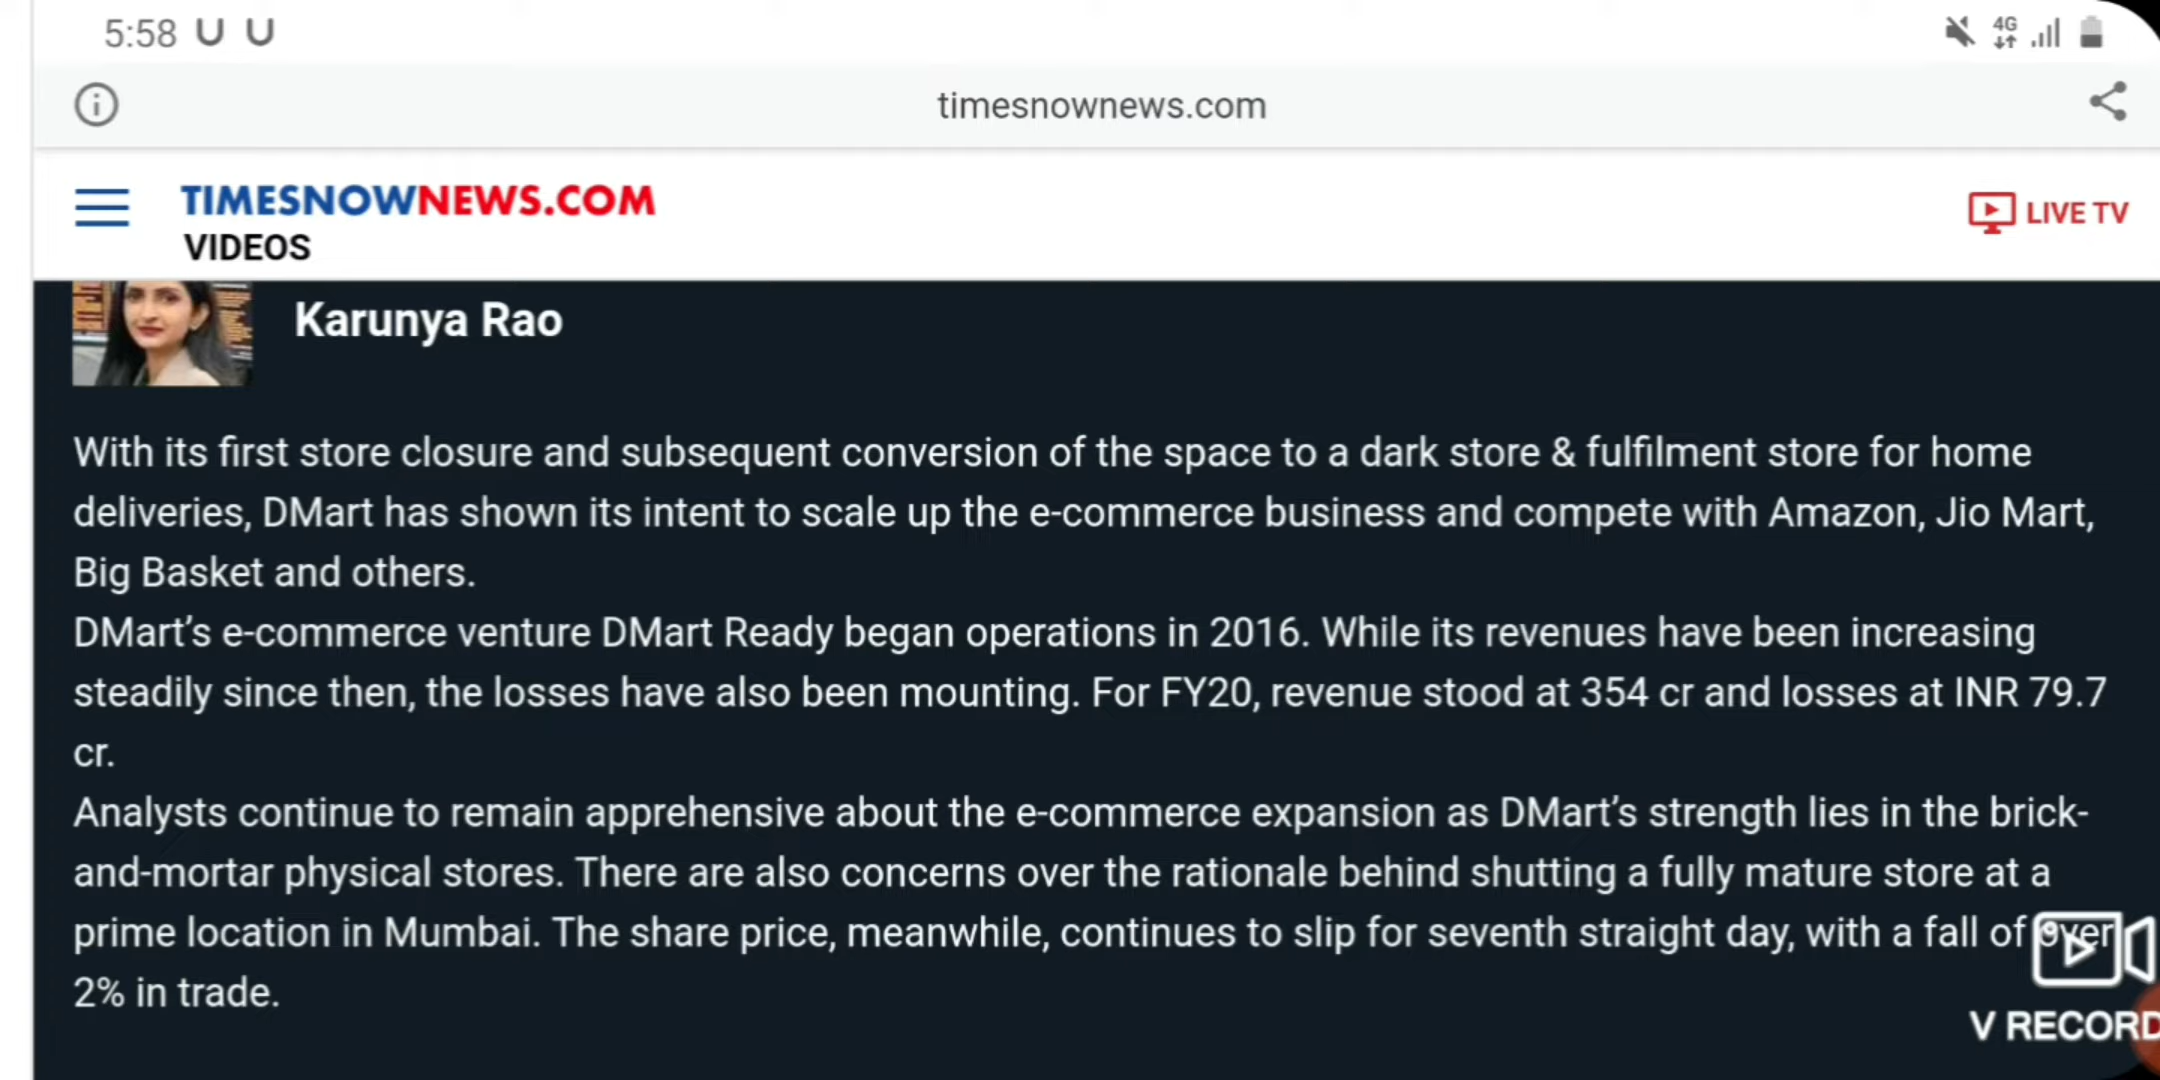 5:58
4G
timesnownews.com
TIMESNOWNEWS.COM
LIVE TV
VIDEOS
Karunya Rao
With its first store closure and subsequent conversion of the space to a dark store & fulfilment store for home
deliveries, DMart has shown its intent to scale up the e-commerce business and compete with Amazon, Jio Mart,
Big Basket and others.
DMart's e-commerce venture DMart Ready began operations in 2016. While its revenues have been increasing
steadily since then, the losses have also been mounting. For FY20, revenue stood at 354 cr and losses at INR 79.7
cr.
Analysts continue to remain apprehensive about the e-commerce expansion as DMart's strength lies in the brick-
and-mortar physical stores. There are also concerns over the rationale behind shutting a fully mature store at a
prime location in Mumbai. The share price, meanwhile, continues to slip for seventh straight day, with a fall of over
2% in trade.
V RECORD